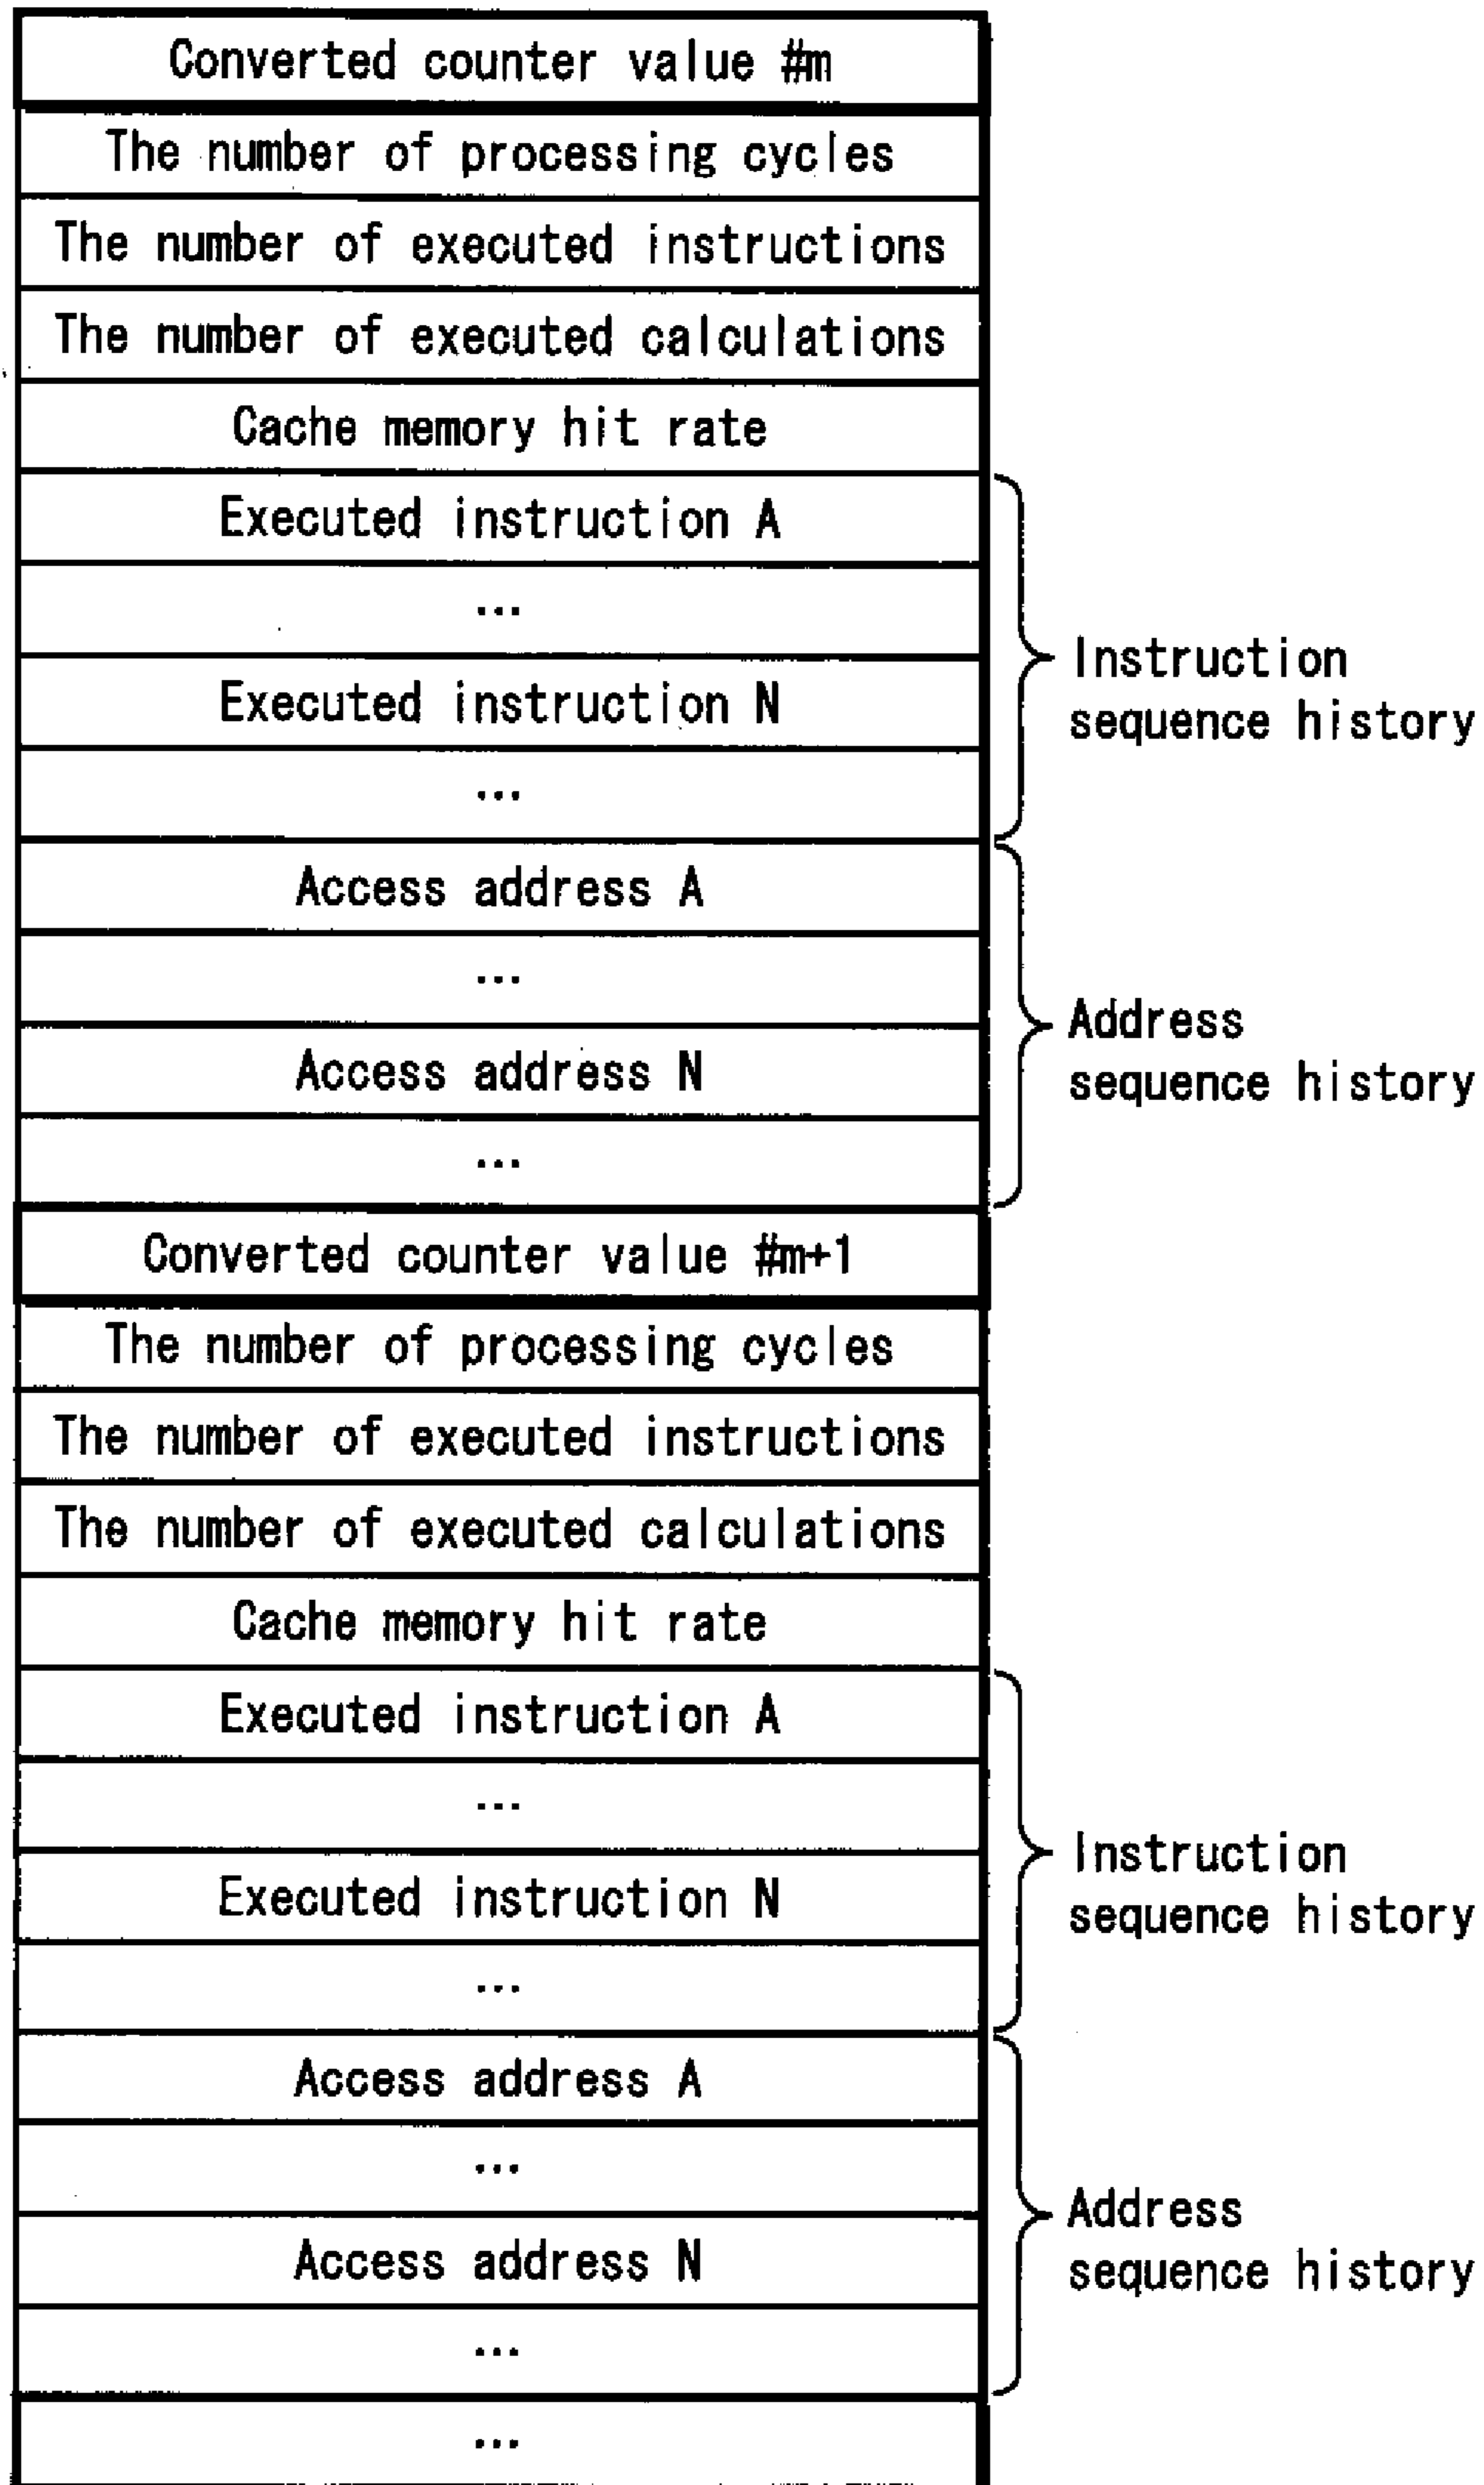 Converted counter value #m
The number of processing cycles
The number of executed instructions
The number of executed calculations
Cache memory hit rate
Executed instruction A
...
Executed instruction N
...
Instruction
sequence history
Access address A
...
Access address N
...
Address
sequence history
Converted counter value #m+1
The number of processing cycles
The number of executed instructions
The number of executed calculations
Cache memory hit rate
Executed instruction A
...
Executed instruction N
...
Instruction
sequence history
Access address A
...
Access address N
...
Address
sequence history
...